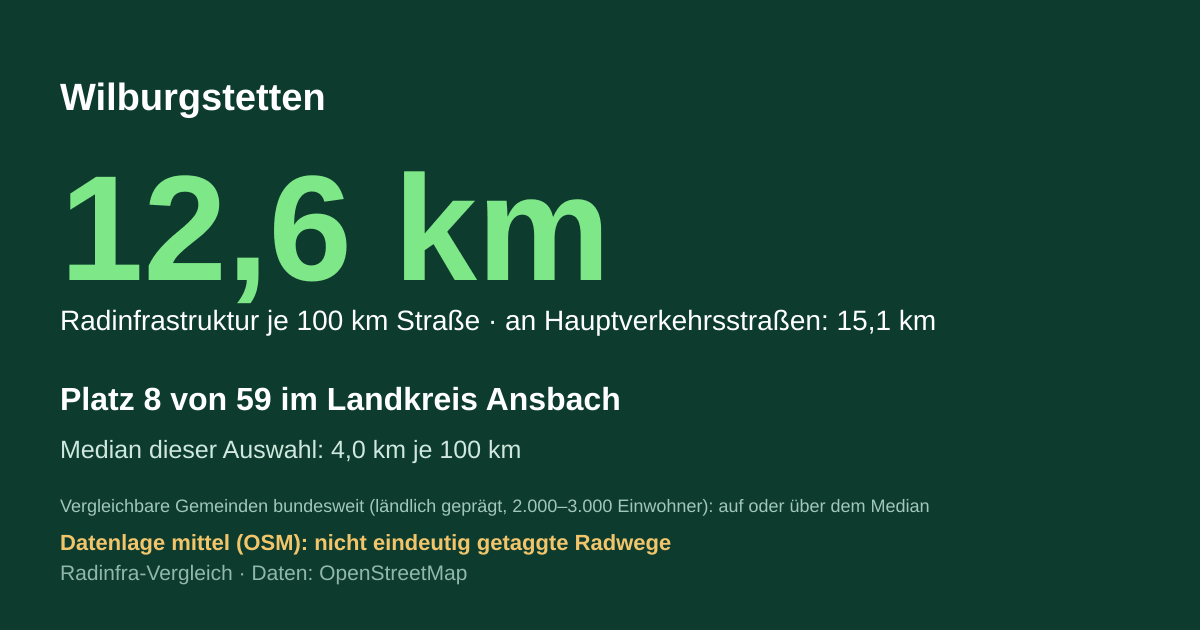 Wilburgstetten
12,6 km
Radinfrastruktur je 100 km Straße · an Hauptverkehrsstraßen: 15,1 km
Platz 8 von 59 im Landkreis Ansbach
Median dieser Auswahl: 4,0 km je 100 km
Vergleichbare Gemeinden bundesweit (ländlich geprägt, 2.000–3.000 Einwohner): auf oder über dem Median
Datenlage mittel (OSM): nicht eindeutig getaggte Radwege
Radinfra-Vergleich · Daten: OpenStreetMap